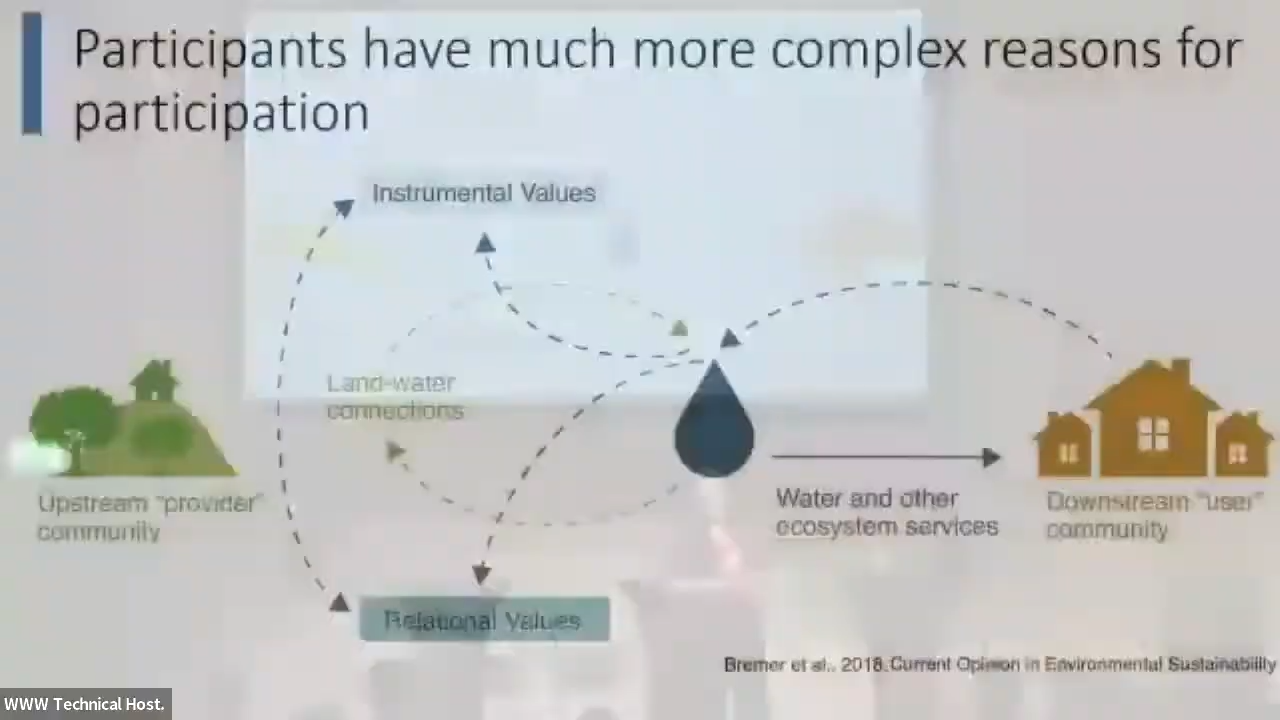 Participants have much more complex reasons for
participation
Instrumental Values
Land-water
connections
Upstream "provider"
community
Water and other
ecosystem services
Downstream "user"
community
Relational Values
Bremer et al., 2018. Current Opinion in Environmental Sustainability
WWW Technical Host.